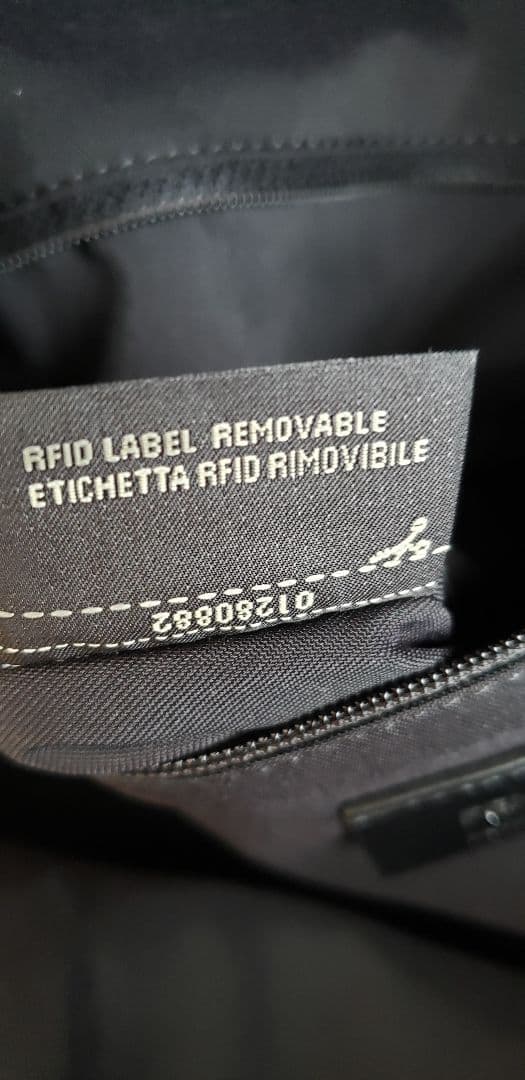 RFID LABEL REMOVABLE
ETICHETTA RFID RIMOVIBILE
01280882